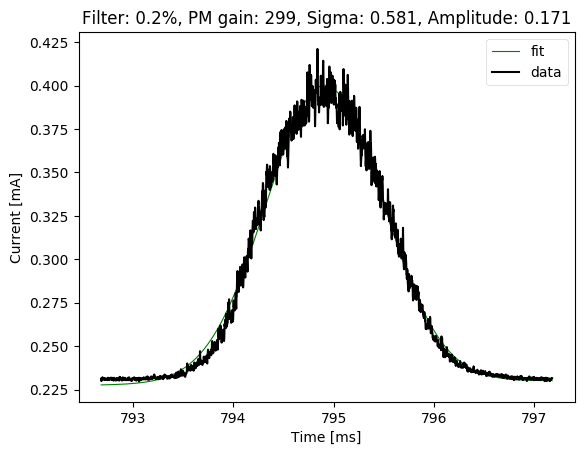 Filter: 0.2%, PM gain: 299, Sigma: 0.581, Amplitude: 0.171
fit
data
0.425
0.400
0.375
0.350
0.325
0.300
0.275
0.250
0.225
Current [mA]
793 794 795 796 797
Time [ms]